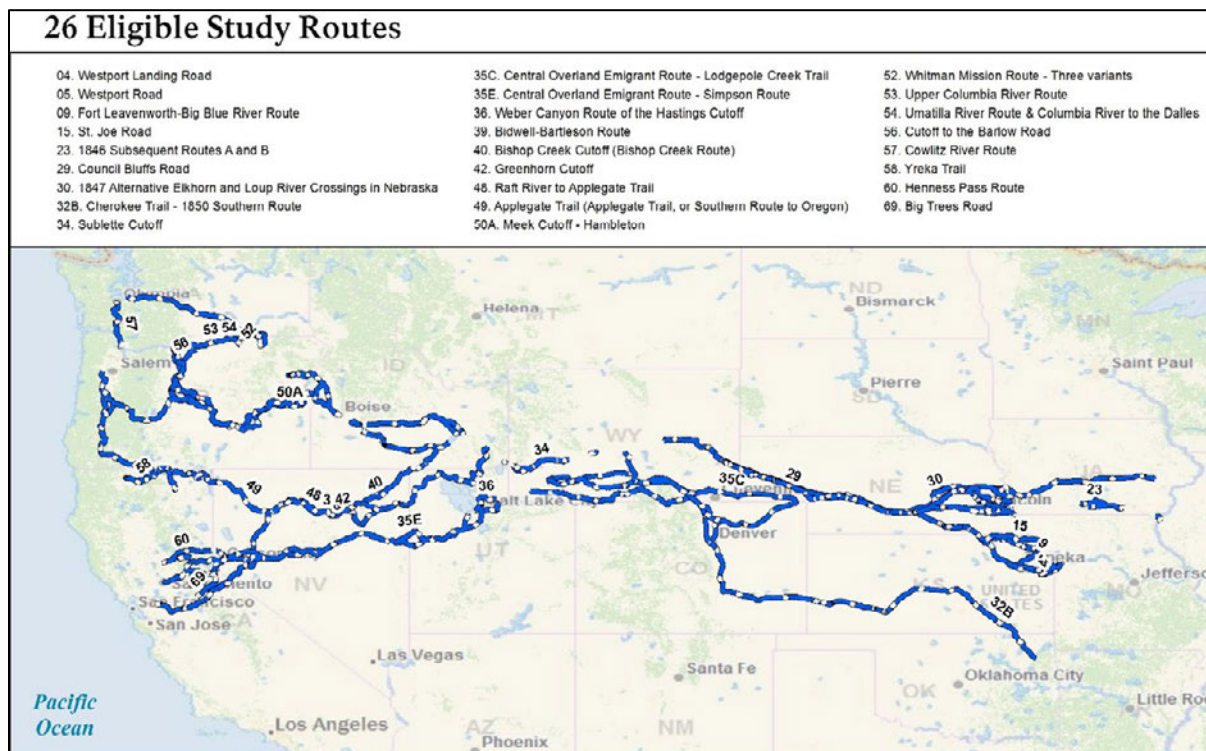 26 Eligible Study Routes
04. Westport Landing Road
05. Westport Road
09. Fort Leavenworth-Big Blue River Route
15. St. Joe Road
23. 1846 Subsequent Routes A and B
29. Council Bluffs Road
30. 1847 Alternative Elkhorn and Loup River Crossings in Nebraska
32B. Cherokee Trail - 1850 Southern Route
34. Sublette Cutoff
35C. Central Overland Emigrant Route - Lodgepole Creek Trail
35E. Central Overland Emigrant Route - Simpson Route
36. Weber Canyon Route of the Hastings Cutoff
39. Bidwell-Bartleson Route
40. Bishop Creek Cutoff (Bishop Creek Route)
42. Greenhorn Cutoff
48. Raft River to Applegate Trail
49. Applegate Trail (Applegate Trail, or Southern Route to Oregon)
50A. Meek Cutoff - Hambleton
52. Whitman Mission Route - Three variants
53. Upper Columbia River Route
54. Umatilla River Route & Columbia River to the Dalles
56. Cutoff to the Barlow Road
57. Cowlitz River Route
58. Yreka Trail
60. Henness Pass Route
69. Big Trees Road
Olympia
ND
Bismarck
Helena
MT
MN
57
53 54 52
56
Salem
ID
Saint Paul
Pierre
SD
50A
Boise
WY
34
58
49
48
42
40
36
Salt Lake City
35C
29
NE
30
IA
23
35E
15
9
Denver
UT
CO
60
69
NV
KS
UNITED
STATES
MO
San Francisco
San Jose
CA
32B
Las Vegas
Santa Fe
OK
Oklahoma City
Pacific
Ocean
Los Angeles
AZ
NM
Phoenix